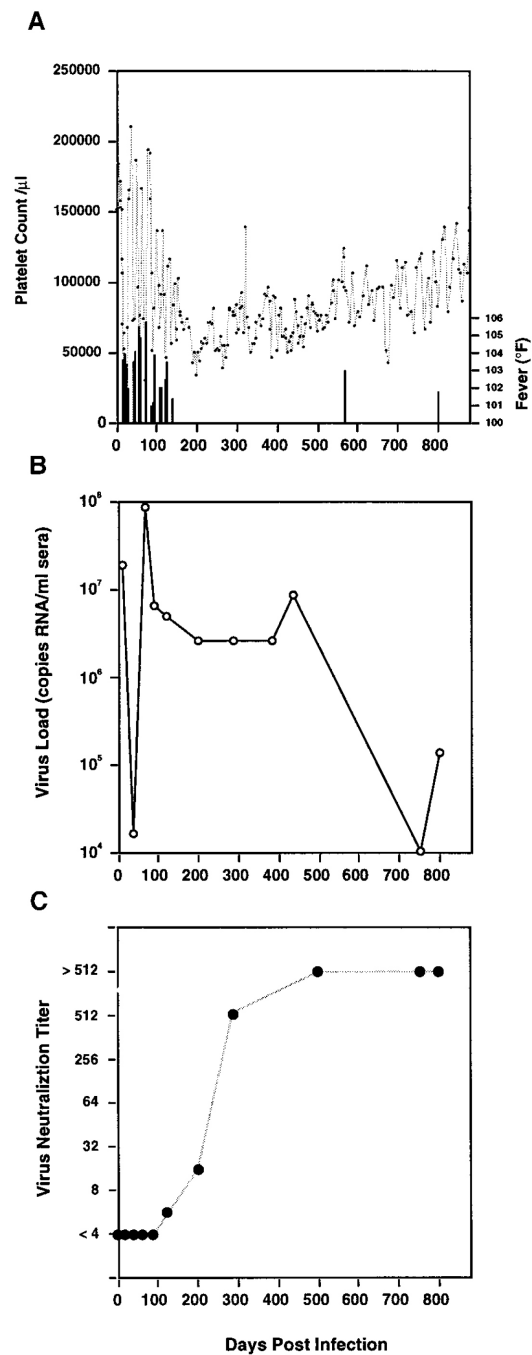 A
250000
200000
150000
100000
50000
0
Platelet Count /µl
106
105
104
103
102
101
100
Fever (°F)
0 100 200 300 400 500 600 700 800
B
10⁸
10⁷
10⁶
10⁵
10⁴
Virus Load (copies RNA/ml sera)
0 100 200 300 400 500 600 700 800
C
> 512
512
256
64
32
8
< 4
Virus Neutraliztion Titer
0 100 200 300 400 500 600 700 800
Days Post Infection